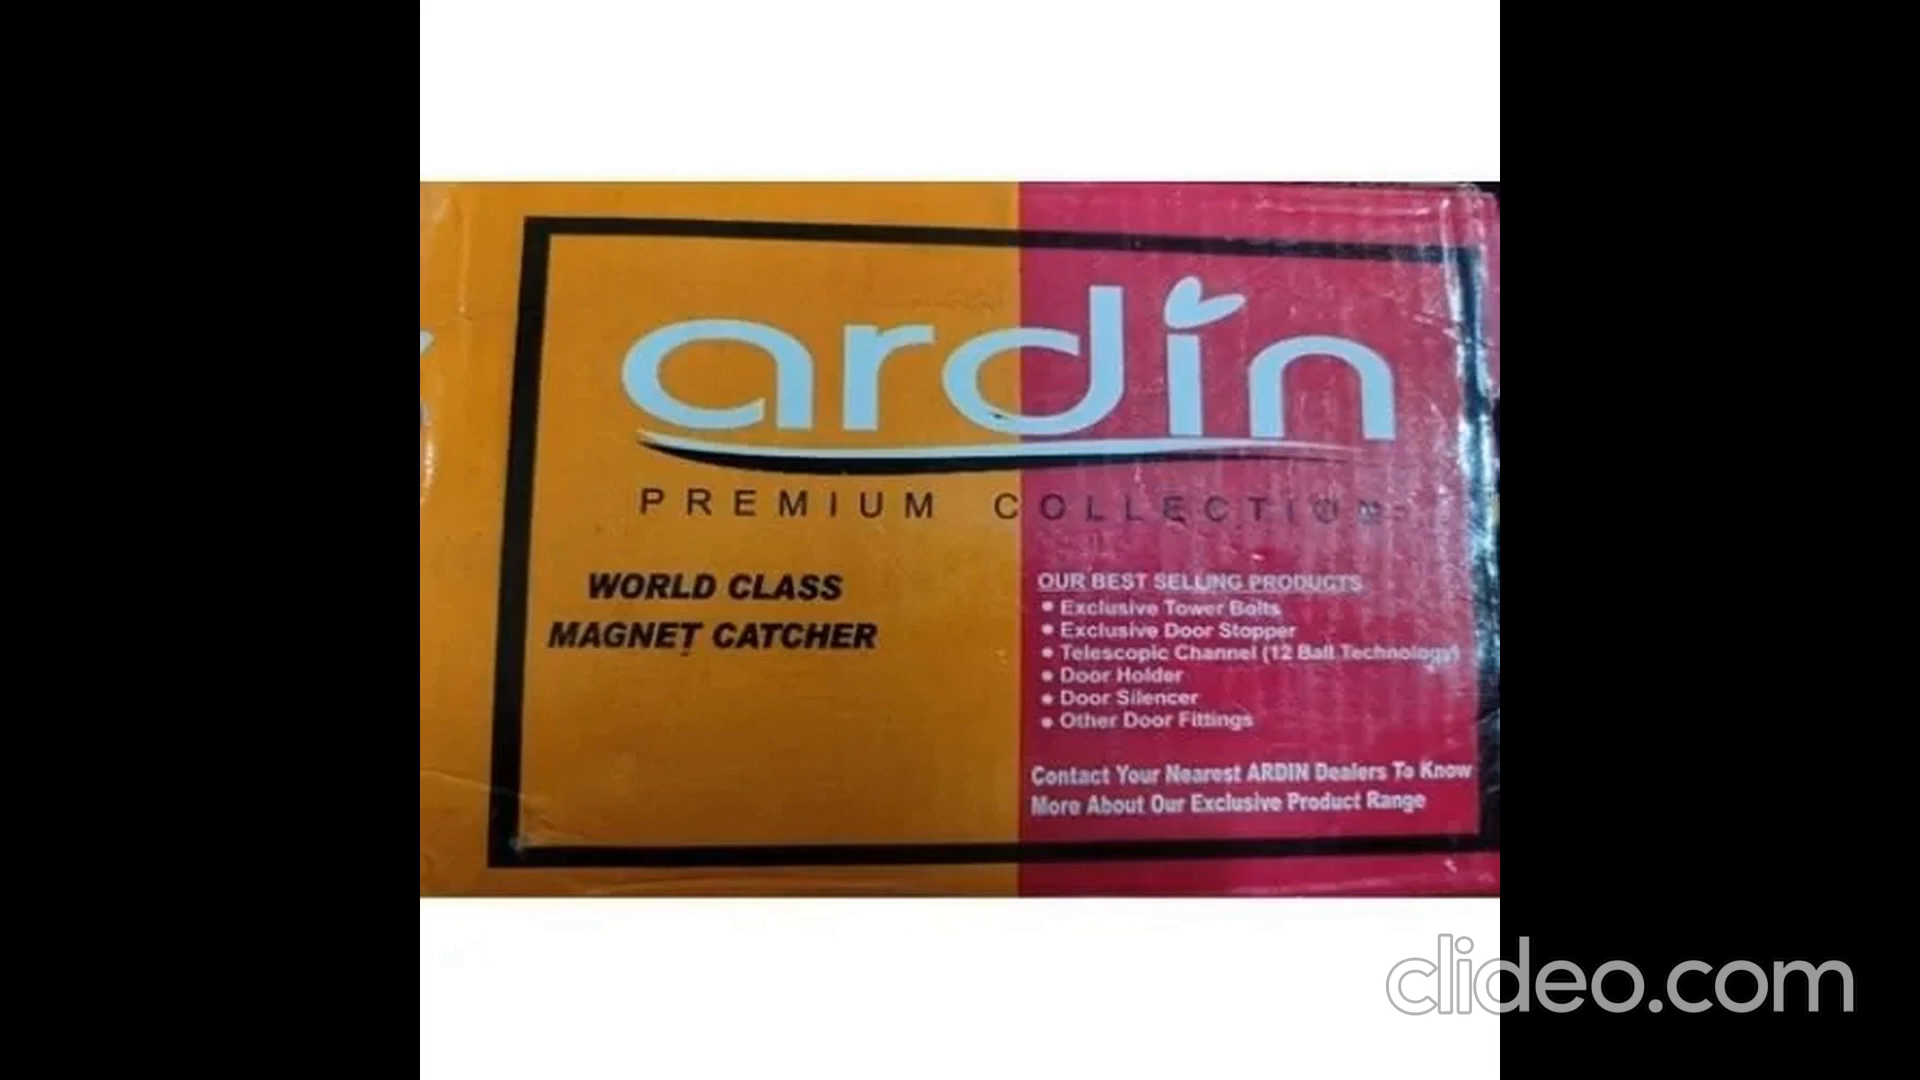 ardin
PREMIUM COLLECTION
WORLD CLASS
MAGNET CATCHER
OUR BEST SELLING PRODUCTS
• Exclusive Tower Bolts
• Exclusive Door Stopper
• Telescopic Channel (12 Ball Technology)
• Door Holder
• Door Silencer
• Other Door Fittings
Contact Your Nearest ARDIN Dealers To Know
More About Our Exclusive Product Range
clideo.com